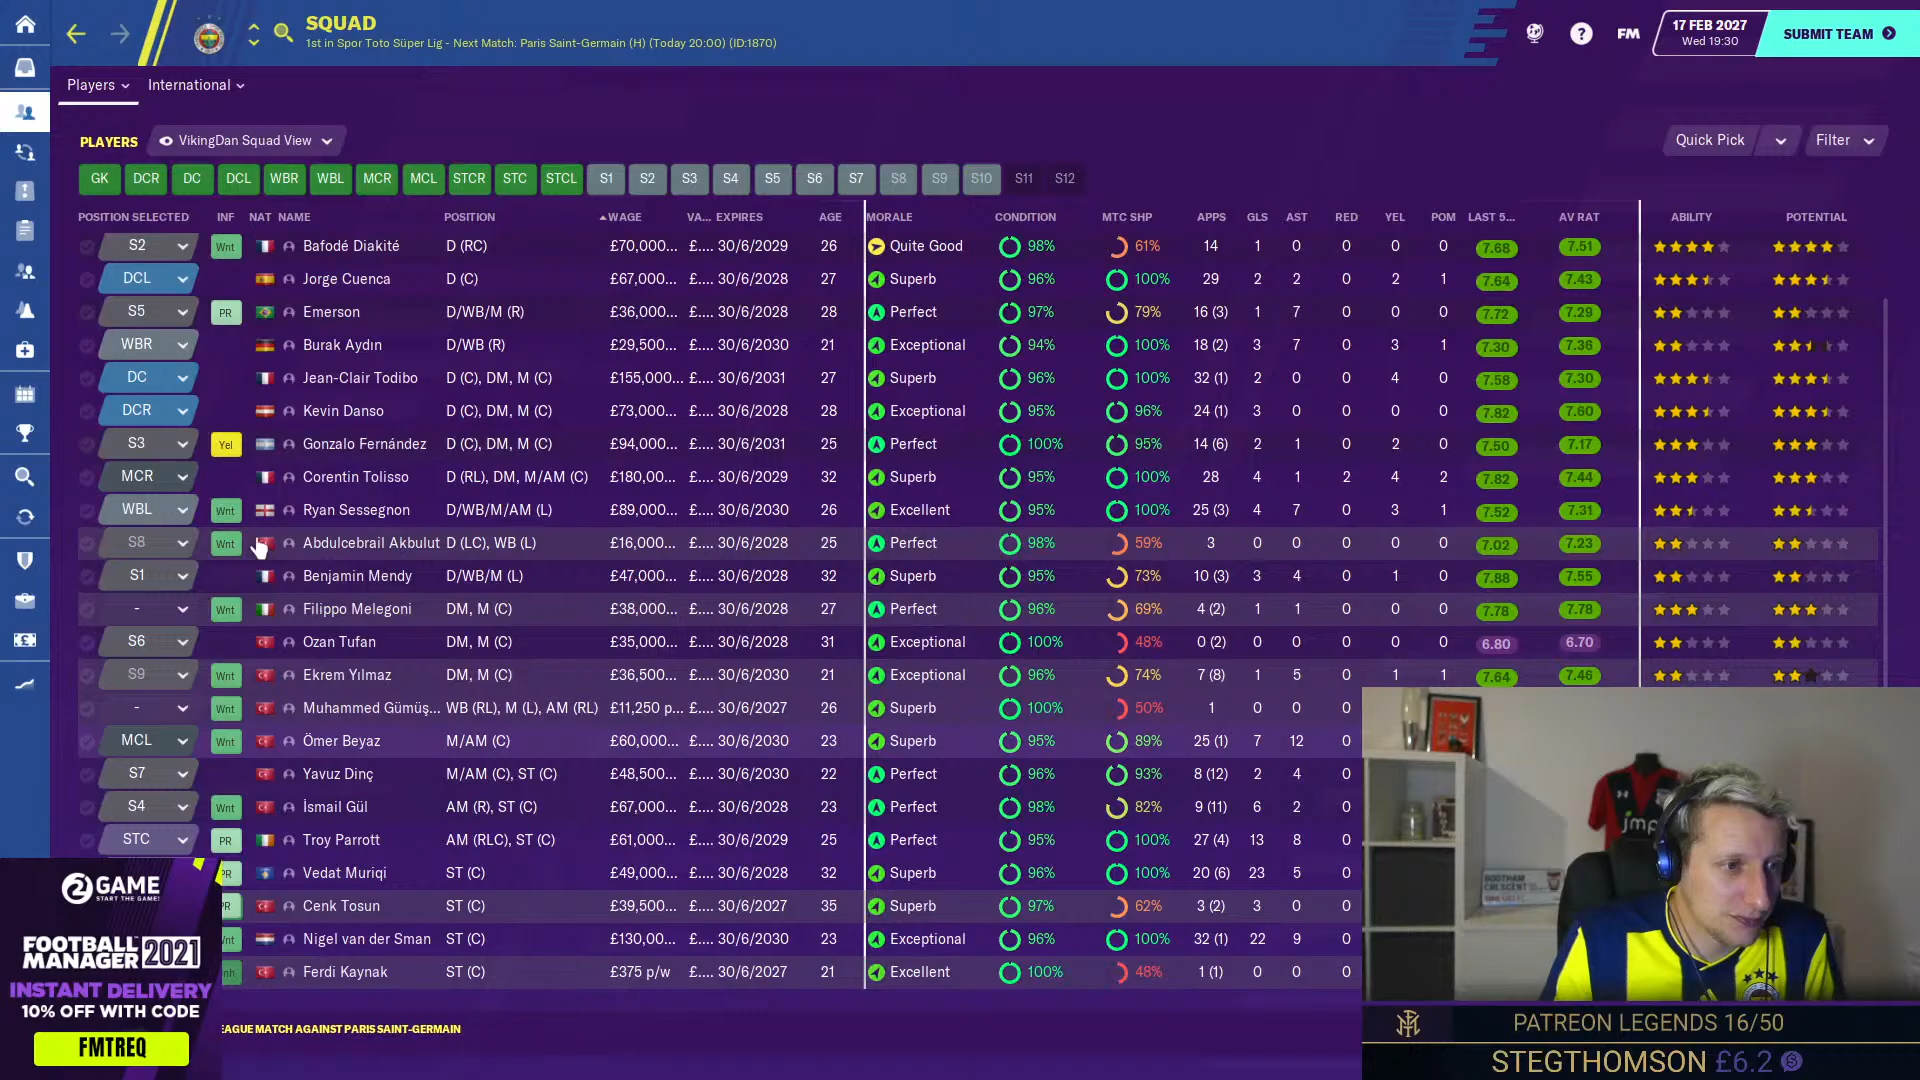 SQUAD
1st in Spor Toto Süper Lig - Next Match: Paris Saint-Germain (H) (Today 20:00) (ID:1870)
FM
17 FEB 2027
Wed 19:30
SUBMIT TEAM
Players
International
PLAYERS
VikingDan Squad View
Quick Pick
Filter
GK DCR DC DCL WBR WBL MCR MCL STCR STC STCL S1 S2 S3 S4 S5 S6 S7 S8 S9 S10 S11 S12
POSITION SELECTED INF NAT NAME POSITION WAGE VA... EXPIRES AGE MORALE CONDITION MTC SHP APPS GLS AST RED YEL POM LAST 5... AV RAT ABILITY POTENTIAL
S2 Wnt Bafodé Diakité D (RC) £70,000... £.... 30/6/2029 26 Quite Good 98% 61% 14 1 0 0 0 0 7.68 7.51
DCL Jorge Cuenca D (C) £67,000... £.... 30/6/2028 27 Superb 96% 100% 29 2 2 0 2 1 7.64 7.43
S5 PR Emerson D/WB/M (R) £36,000... £.... 30/6/2028 28 Perfect 97% 79% 16 (3) 1 7 0 0 0 7.72 7.29
WBR Burak Aydın D/WB (R) £29,500... £.... 30/6/2030 21 Exceptional 94% 100% 18 (2) 3 7 0 3 1 7.30 7.36
DC Jean-Clair Todibo D (C), DM, M (C) £155,000... £.... 30/6/2031 27 Superb 96% 100% 32 (1) 2 0 0 4 0 7.58 7.30
DCR Kevin Danso D (C), DM, M (C) £73,000... £.... 30/6/2028 28 Exceptional 95% 96% 24 (1) 3 0 0 0 0 7.82 7.60
S3 Yel Gonzalo Fernández D (C), DM, M (C) £94,000... £.... 30/6/2031 25 Perfect 100% 95% 14 (6) 2 1 0 2 0 7.50 7.17
MCR Corentin Tolisso D (RL), DM, M/AM (C) £180,00... £.... 30/6/2028 32 Superb 95% 100% 28 4 1 2 4 2 7.82 7.44
WBL Wnt Ryan Sessegnon D/WB/M/AM (L) £89,000... £.... 30/6/2030 26 Excellent 95% 100% 25 (3) 4 7 0 3 1 7.52 7.31
S8 Wnt Abdulcebrail Akbulut D (LC), WB (L) £16,000... £.... 30/6/2028 25 Perfect 98% 59% 3 0 0 0 0 0 7.02 7.23
S1 Benjamin Mendy D/WB/M (L) £47,000... £.... 30/6/2028 32 Superb 95% 73% 10 (3) 3 4 0 1 0 7.88 7.55
- Wnt Filippo Melegoni DM, M (C) £38,000... £.... 30/6/2028 27 Perfect 96% 69% 4 (2) 1 1 0 0 0 7.78 7.78
S6 Ozan Tufan DM, M (C) £35,000... £.... 30/6/2028 31 Exceptional 100% 48% 0 (2) 0 0 0 0 0 6.80 6.70
S9 Wnt Ekrem Yılmaz DM, M (C) £36,500... £.... 30/6/2030 21 Exceptional 96% 74% 7 (8) 1 5 0 1 1 7.64 7.46
- Wnt Muhammed Gümüş... WB (RL), M (L), AM (RL) £11,250 p... £.... 30/6/2027 26 Superb 100% 50% 1 0 0 0
MCL Wnt Ömer Beyaz M/AM (C) £60,000... £.... 30/6/2030 23 Superb 95% 89% 25 (1) 7 12 0
S7 Yavuz Dinç M/AM (C), ST (C) £48,500... £.... 30/6/2030 22 Perfect 96% 93% 8 (12) 2 4 0
S4 Wnt İsmail Gül AM (R), ST (C) £67,000... £.... 30/6/2028 23 Perfect 98% 82% 9 (11) 6 2 0
STC PR Troy Parrott AM (RLC), ST (C) £61,000... £.... 30/6/2029 25 Perfect 95% 100% 27 (4) 13 8 0
PR Vedat Muriqi ST (C) £49,000... £.... 30/6/2028 32 Superb 96% 100% 20 (6) 23 5 0
PR Cenk Tosun ST (C) £39,500... £.... 30/6/2027 35 Superb 97% 62% 3 (2) 3 0 0
Nigel van der Sman ST (C) £130,00... £.... 30/6/2030 23 Exceptional 96% 100% 32 (1) 22 9 0
Ferdi Kaynak ST (C) £375 p/w £.... 30/6/2027 21 Excellent 100% 48% 1 (1) 0 0 0
EAGUE MATCH AGAINST PARIS SAINT-GERMAIN
2GAME
START THE GAME!
FOOTBALL
MANAGER 2021
INSTANT DELIVERY
10% OFF WITH CODE
FMTREQ
BOOTHAM
CRESCENT
jmp
PATREON LEGENDS 16/50
STEGTHOMSON £6.2